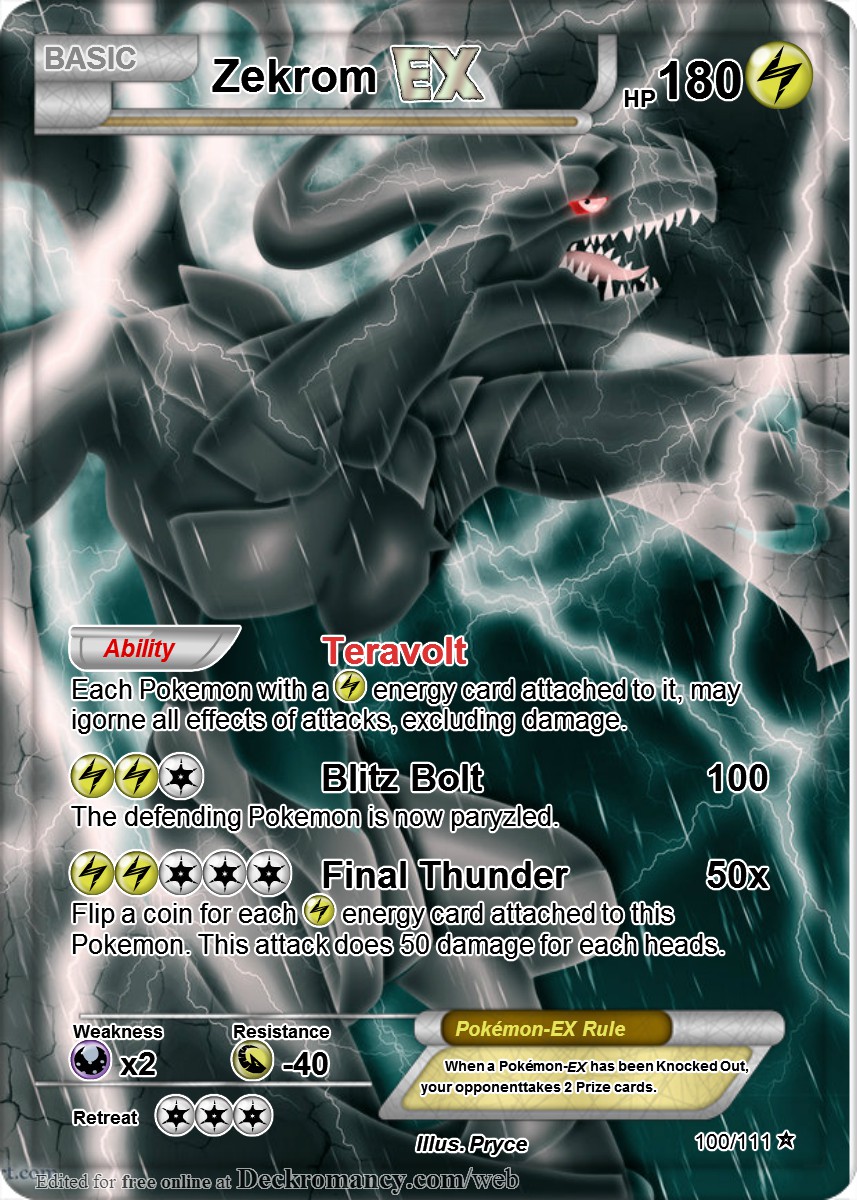 BASIC
Zekrom EX
HP 180
Ability
Teravolt
Each Pokemon with a energy card attached to it, may
igorne all effects of attacks, excluding damage.
Blitz Bolt 100
The defending Pokemon is now paryzled.
Final Thunder 50x
Flip a coin for each energy card attached to this
Pokemon. This attack does 50 damage for each heads.
Weakness
x2
Resistance
-40
Retreat
Pokémon-EX Rule
When a Pokémon-EX has been Knocked Out,
your opponenttakes 2 Prize cards.
Illus. Pryce
100/111
Edited for free online at Deckromancy.com/web